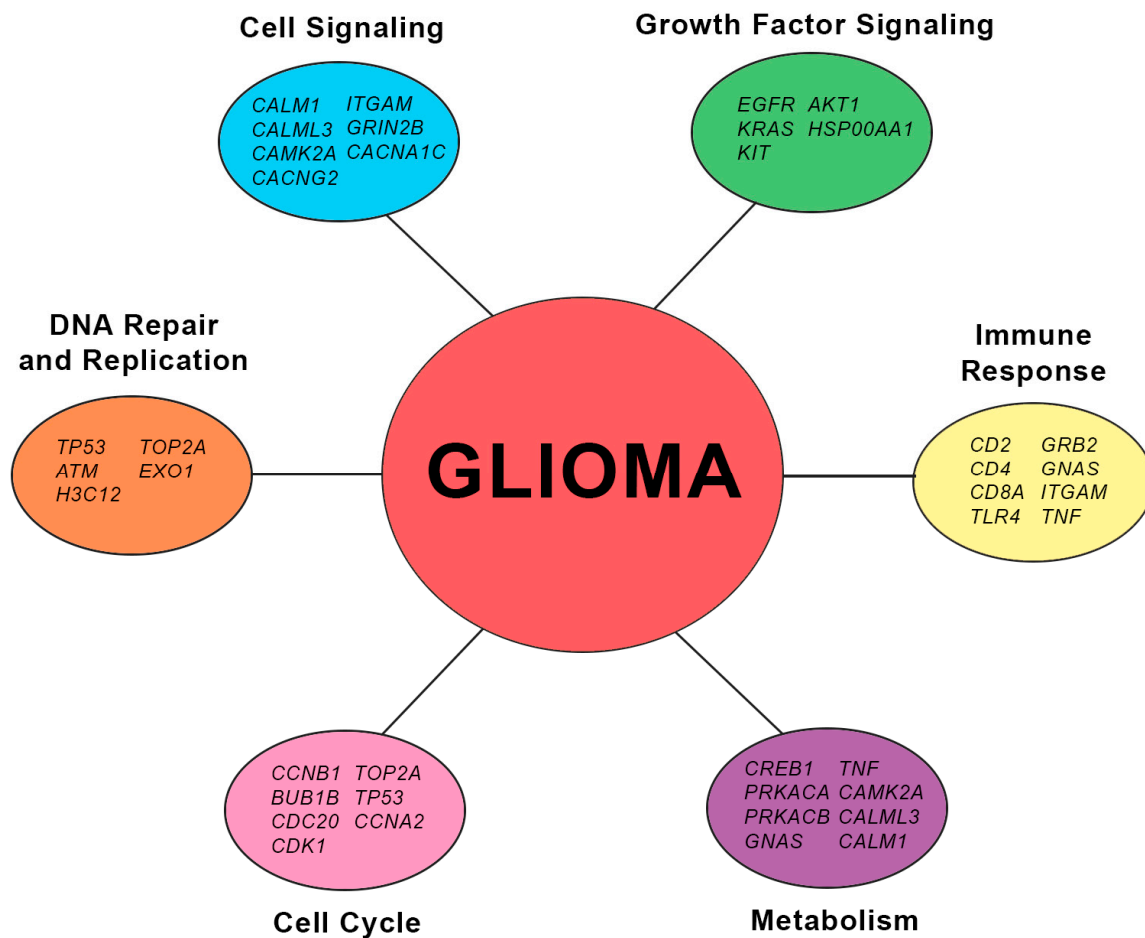 Cell Signaling
CALM1 ITGAM
CALML3 GRIN2B
CAMK2A CACNA1C
CACNG2
Growth Factor Signaling
EGFR AKT1
KRAS HSP00AA1
KIT
DNA Repair
and Replication
TP53 TOP2A
ATM EXO1
H3C12
GLIOMA
Immune
Response
CD2 GRB2
CD4 GNAS
CD8A ITGAM
TLR4 TNF
CCNB1 TOP2A
BUB1B TP53
CDC20 CCNA2
CDK1
Cell Cycle
CREB1 TNF
PRKACA CAMK2A
PRKACB CALML3
GNAS CALM1
Metabolism